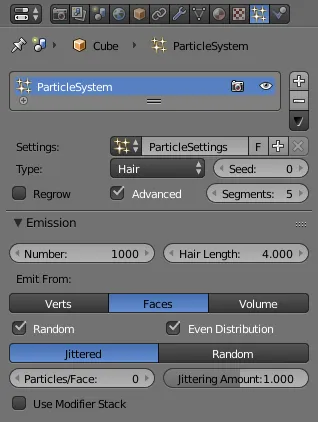 Cube ParticleSystem
ParticleSystem
Settings: ParticleSettings F
Type: Hair Seed: 0
Regrow Advanced Segments: 5
Emission
Number: 1000 Hair Length: 4.000
Emit From:
Verts Faces Volume
Random Even Distribution
Jittered Random
Particles/Face: 0 Jittering Amount:1.000
Use Modifier Stack